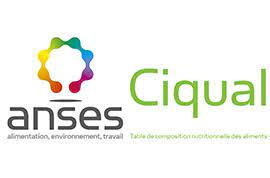 anses
alimentation, environnement, travail
Ciqual
Table de composition nutritionnelle des aliments